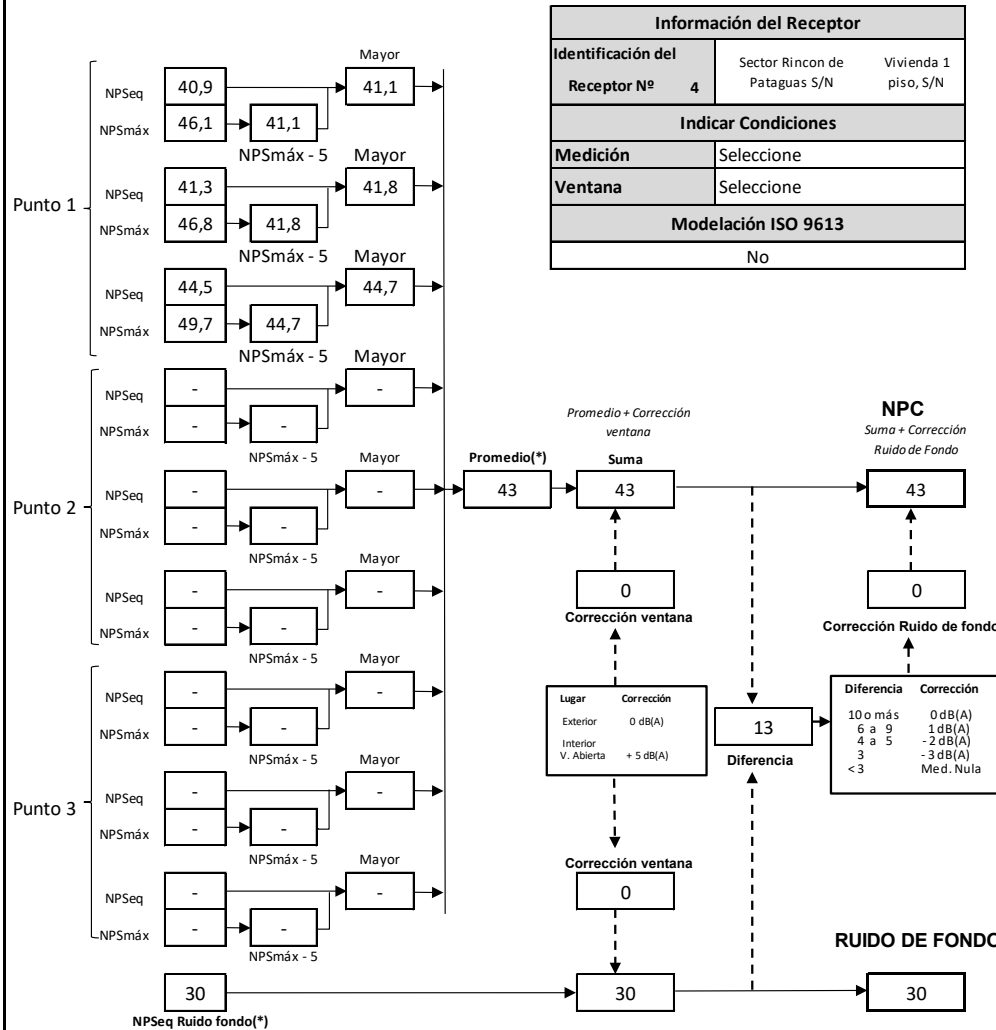 Información del Receptor
Identificación del Receptor Nº 4
Sector Rincon de Pataguas S/N
Vivienda 1 piso, S/N
Indicar Condiciones
Medición Seleccione
Ventana Seleccione
Modelación ISO 9613
No
Punto 1
Mayor
NPSeq 40,9 41,1
NPSmáx 46,1 41,1
NPSmáx - 5 Mayor
NPSeq 41,3 41,8
NPSmáx 46,8 41,8
NPSmáx - 5 Mayor
NPSeq 44,5 44,7
NPSmáx 49,7 44,7
NPSmáx - 5 Mayor
Punto 2
NPSeq - -
NPSmáx - -
NPSmáx - 5 Mayor
NPSeq - -
NPSmáx - -
NPSmáx - 5 Mayor
NPSeq - -
NPSmáx - -
NPSmáx - 5 Mayor
Punto 3
NPSeq - -
NPSmáx - -
NPSmáx - 5 Mayor
NPSeq - -
NPSmáx - -
NPSmáx - 5 Mayor
NPSeq - -
NPSmáx - -
NPSmáx - 5
Promedio(*)
43
Promedio + Corrección
ventana
Suma
43
0
Corrección ventana
Lugar Corrección
Exterior 0 dB(A)
Interior
V. Abierta + 5 dB(A)
Corrección ventana
0
13
Diferencia
NPC
Suma + Corrección
Ruido de Fondo
43
0
Corrección Ruido de fondo
Diferencia Corrección
10 o más 0 dB(A)
6 a 9 1 dB(A)
4 a 5 - 2 dB(A)
3 - 3 dB(A)
< 3 Med. Nula
RUIDO DE FONDO
30 30 30
NPSeq Ruido fondo(*)